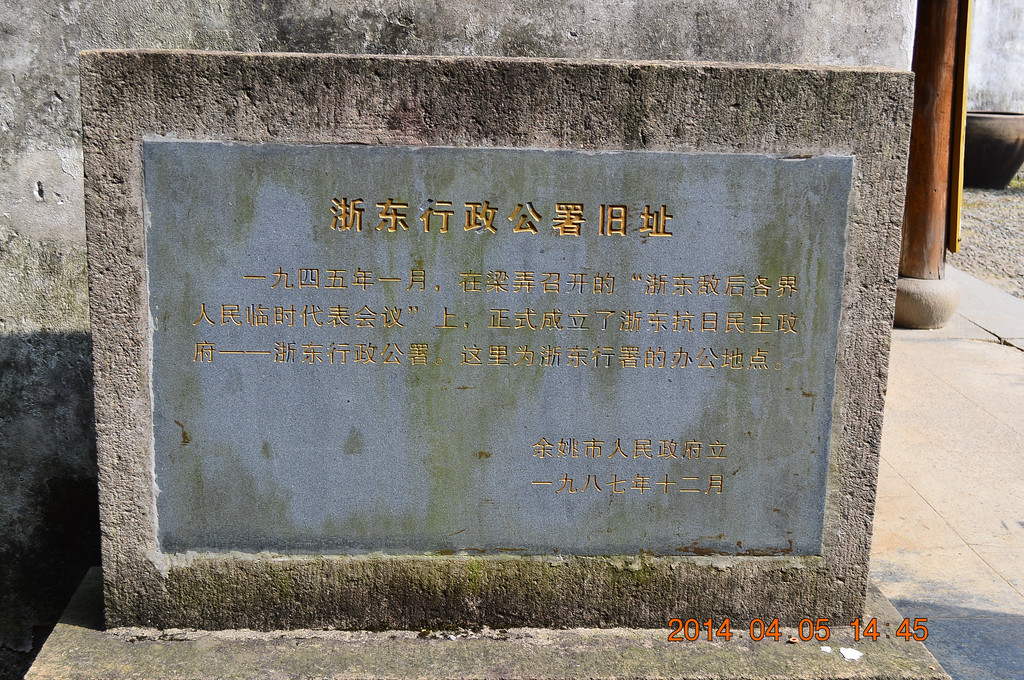 浙东行政公署旧址
一九四五年一月，在梁弄召开的“浙东敌后各界
人民临时代表会议”上，正式成立了浙东抗日民主政
府——浙东行政公署。这里为浙东行署的办公地点。
余姚市人民政府立
一九八七年十二月
2014 04 05 14:45